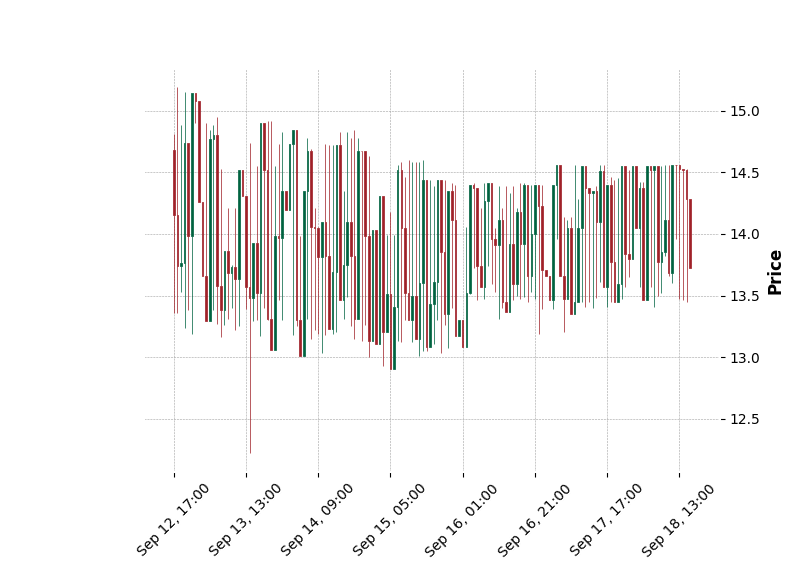 15.0
14.5
14.0
13.5
13.0
12.5
Price
Sep 12, 17:00
Sep 13, 13:00
Sep 14, 09:00
Sep 15, 05:00
Sep 16, 01:00
Sep 16, 21:00
Sep 17, 17:00
Sep 18, 13:00